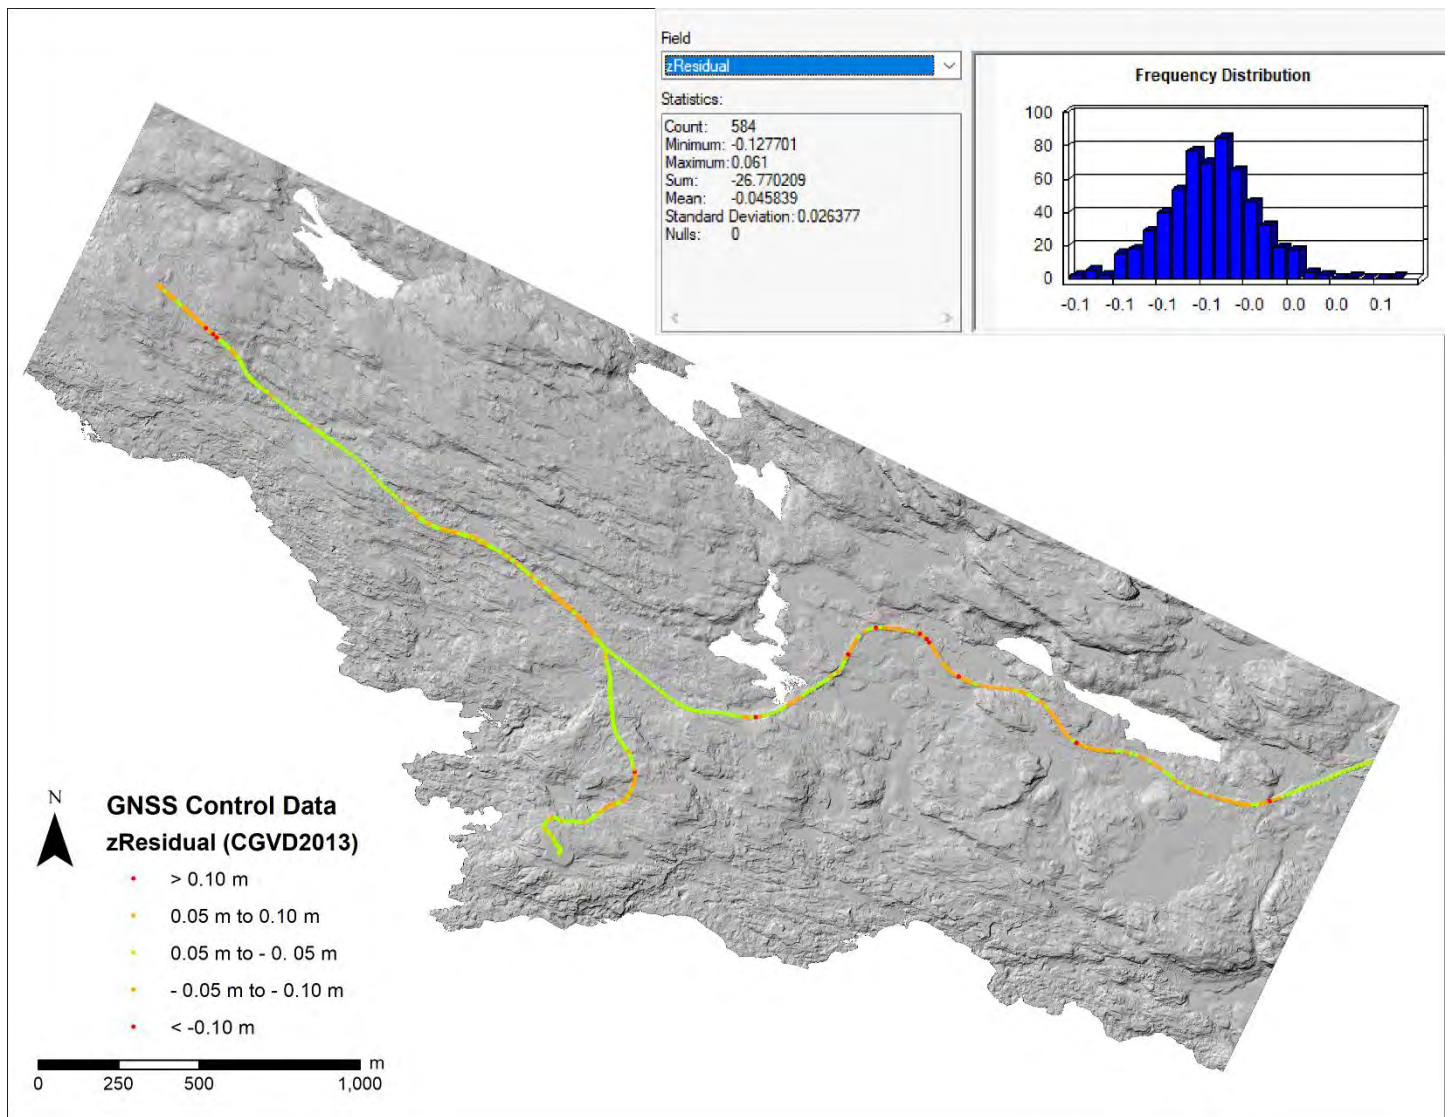 Field
zResidual
Statistics:
Count: 584
Minimum: -0.127701
Maximum: 0.061
Sum: -26.770209
Mean: -0.045839
Standard Deviation: 0.026377
Nulls: 0
Frequency Distribution
100
80
60
40
20
0
-0.1 -0.1 -0.1 -0.1 -0.0 0.0 0.0 0.1
N
GNSS Control Data
zResidual (CGVD2013)
> 0.10 m
0.05 m to 0.10 m
0.05 m to - 0. 05 m
- 0.05 m to - 0.10 m
< -0.10 m
m
0 250 500 1,000